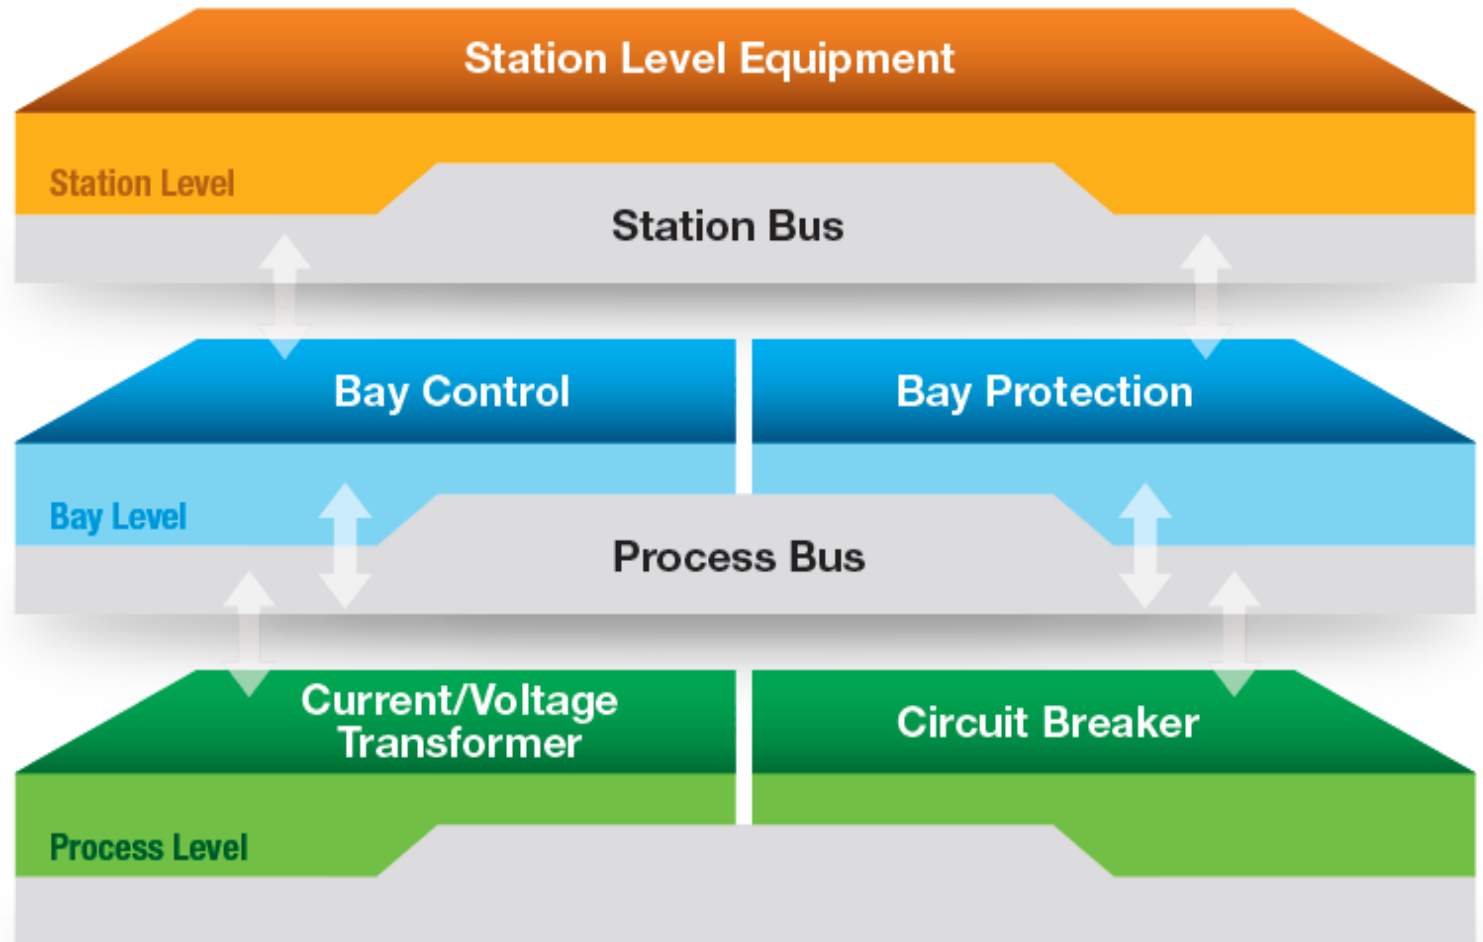 Station Level Equipment
Station Level
Station Bus
Bay Control
Bay Protection
Bay Level
Process Bus
Current/Voltage
Transformer
Circuit Breaker
Process Level